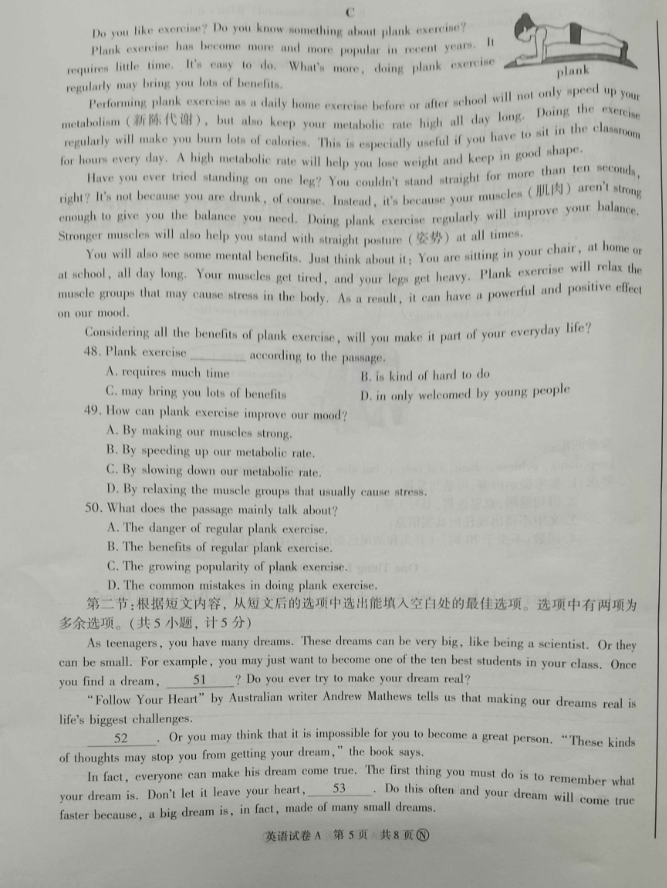 C
Do you like exercise? Do you know something about plank exercise?
Plank exercise has become more and more popular in recent years. It
requires little time. It's easy to do. What's more, doing plank exercise
regularly may bring you lots of benefits.
plank
Performing plank exercise as a daily home exercise before or after school will not only speed up your
metabolism (新陈代谢), but also keep your metabolic rate high all day long. Doing the exercise
regularly will make you burn lots of calories. This is especially useful if you have to sit in the classroom
for hours every day. A high metabolic rate will help you lose weight and keep in good shape.
Have you ever tried standing on one leg? You couldn't stand straight for more than ten seconds,
right? It's not because you are drunk, of course. Instead, it's because your muscles (肌肉) aren't strong
enough to give you the balance you need. Doing plank exercise regularly will improve your balance.
Stronger muscles will also help you stand with straight posture (姿势) at all times.
You will also see some mental benefits. Just think about it: You are sitting in your chair, at home or
at school, all day long. Your muscles get tired, and your legs get heavy. Plank exercise will relax the
muscle groups that may cause stress in the body. As a result, it can have a powerful and positive effect
on our mood.
Considering all the benefits of plank exercise, will you make it part of your everyday life?
48. Plank exercise ________ according to the passage.
A. requires much time B. is kind of hard to do
C. may bring you lots of benefits D. in only welcomed by young people
49. How can plank exercise improve our mood?
A. By making our muscles strong.
B. By speeding up our metabolic rate.
C. By slowing down our metabolic rate.
D. By relaxing the muscle groups that usually cause stress.
50. What does the passage mainly talk about?
A. The danger of regular plank exercise.
B. The benefits of regular plank exercise.
C. The growing popularity of plank exercise.
D. The common mistakes in doing plank exercise.
第二节:根据短文内容,从短文后的选项中选出能填入空白处的最佳选项。选项中有两项为
多余选项。(共5小题,计5分)
As teenagers, you have many dreams. These dreams can be very big, like being a scientist. Or they
can be small. For example, you may just want to become one of the ten best students in your class. Once
you find a dream, 51 ? Do you ever try to make your dream real?
"Follow Your Heart" by Australian writer Andrew Mathews tells us that making our dreams real is
life's biggest challenges.
52 . Or you may think that it is impossible for you to become a great person. "These kinds
of thoughts may stop you from getting your dream," the book says.
In fact, everyone can make his dream come true. The first thing you must do is to remember what
your dream is. Don't let it leave your heart, 53 . Do this often and your dream will come true
faster because, a big dream is, in fact, made of many small dreams.
英语试卷A 第5页 共8页Ⓝ